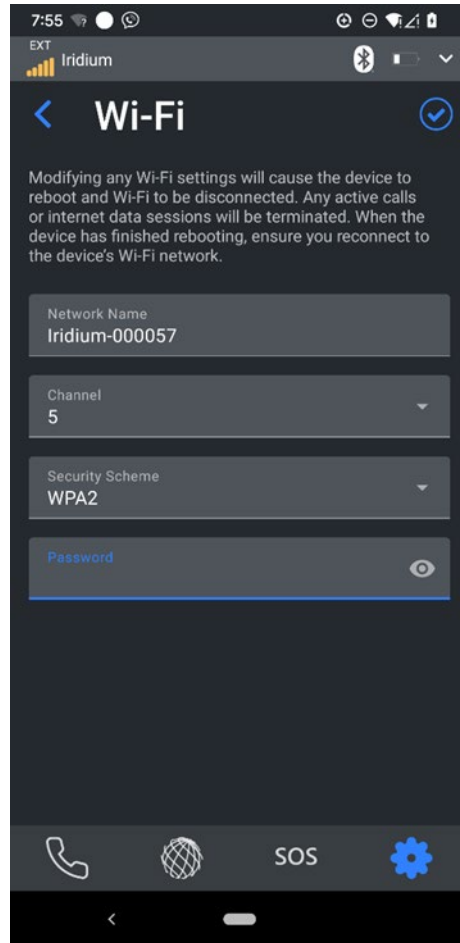 7:55
EXT
Iridium
Wi-Fi
Modifying any Wi-Fi settings will cause the device to
reboot and Wi-Fi to be disconnected. Any active calls
or internet data sessions will be terminated. When the
device has finished rebooting, ensure you reconnect to
the device's Wi-Fi network.
Network Name
Iridium-000057
Channel
5
Security Scheme
WPA2
Password
SOS